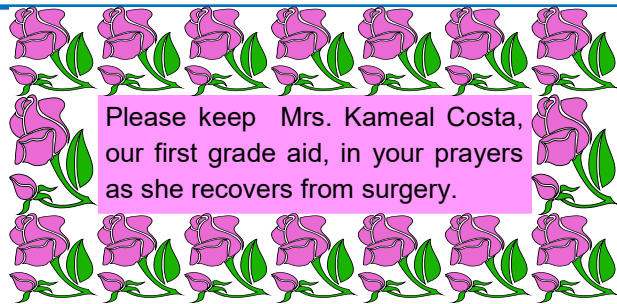 Please keep  Mrs. Kameal Costa,
our first grade aid, in your prayers
as she recovers from surgery.